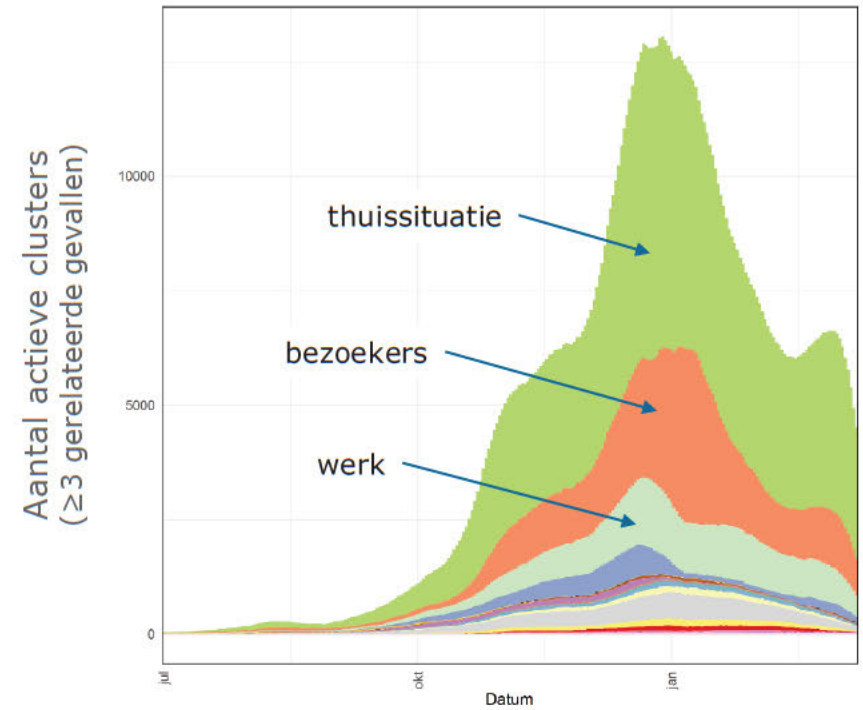 Aantal actieve clusters
(≥3 gerelateerde gevallen)
10000
5000
0
thuissituatie
bezoekers
werk
jul
okt
jan
Datum